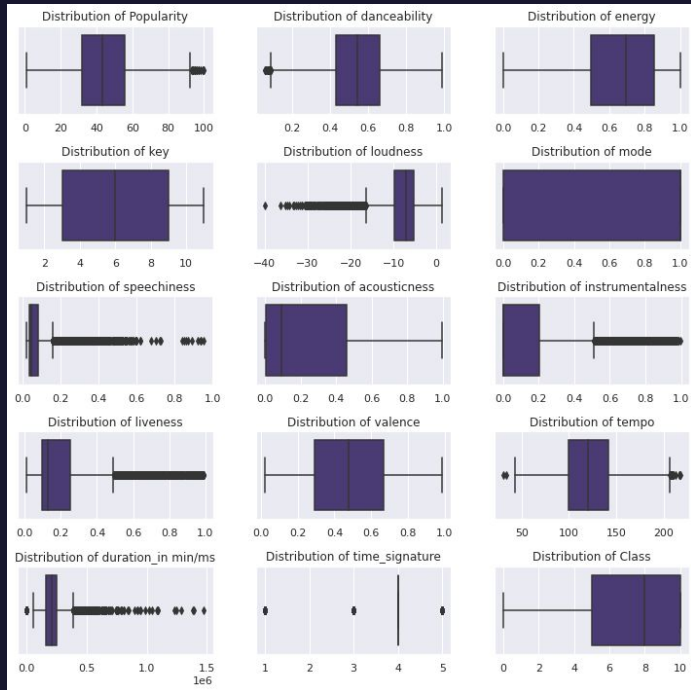 Distribution of Popularity Distribution of danceability Distribution of energy
0 20 40 60 80 100 0.2 0.4 0.6 0.8 1.0 0.0 0.2 0.4 0.6 0.8 1.0
Distribution of key Distribution of loudness Distribution of mode
2 4 6 8 10 −40 −30 −20 −10 0 0.0 0.2 0.4 0.6 0.8 1.0
Distribution of speechiness Distribution of acousticness Distribution of instrumentalness
0.0 0.2 0.4 0.6 0.8 1.0 0.0 0.2 0.4 0.6 0.8 1.0 0.0 0.2 0.4 0.6 0.8 1.0
Distribution of liveness Distribution of valence Distribution of tempo
0.0 0.2 0.4 0.6 0.8 1.0 0.0 0.2 0.4 0.6 0.8 1.0 50 100 150 200
Distribution of duration_in min/ms Distribution of time_signature Distribution of Class
0.0 0.5 1.0 1.5 1 2 3 4 5 0 2 4 6 8 10
1e6